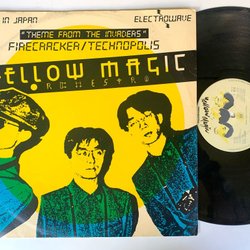 IN JAPAN ELECTROWAVE
"THEME FROM THE INVADERS"
FIRECRACKER/TECHNOPOLIS
ELLOW MAGIC